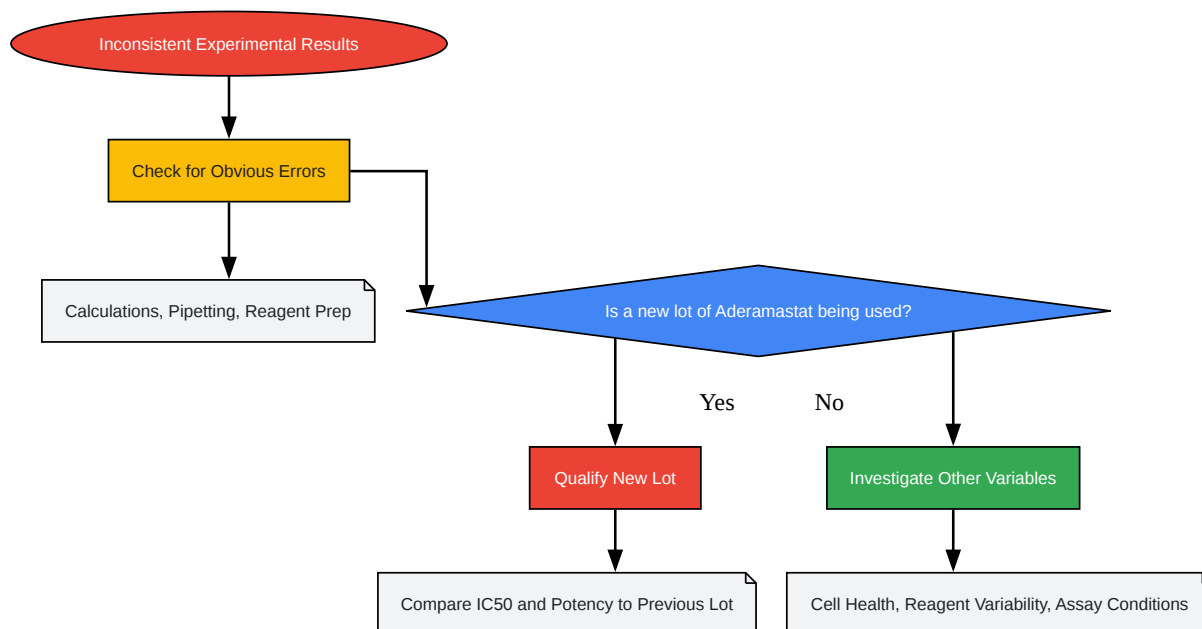 Inconsistent Experimental Results
Check for Obvious Errors
Calculations, Pipetting, Reagent Prep
Is a new lot of Aderamastat being used?
Yes
No
Qualify New Lot
Investigate Other Variables
Compare IC50 and Potency to Previous Lot
Cell Health, Reagent Variability, Assay Conditions